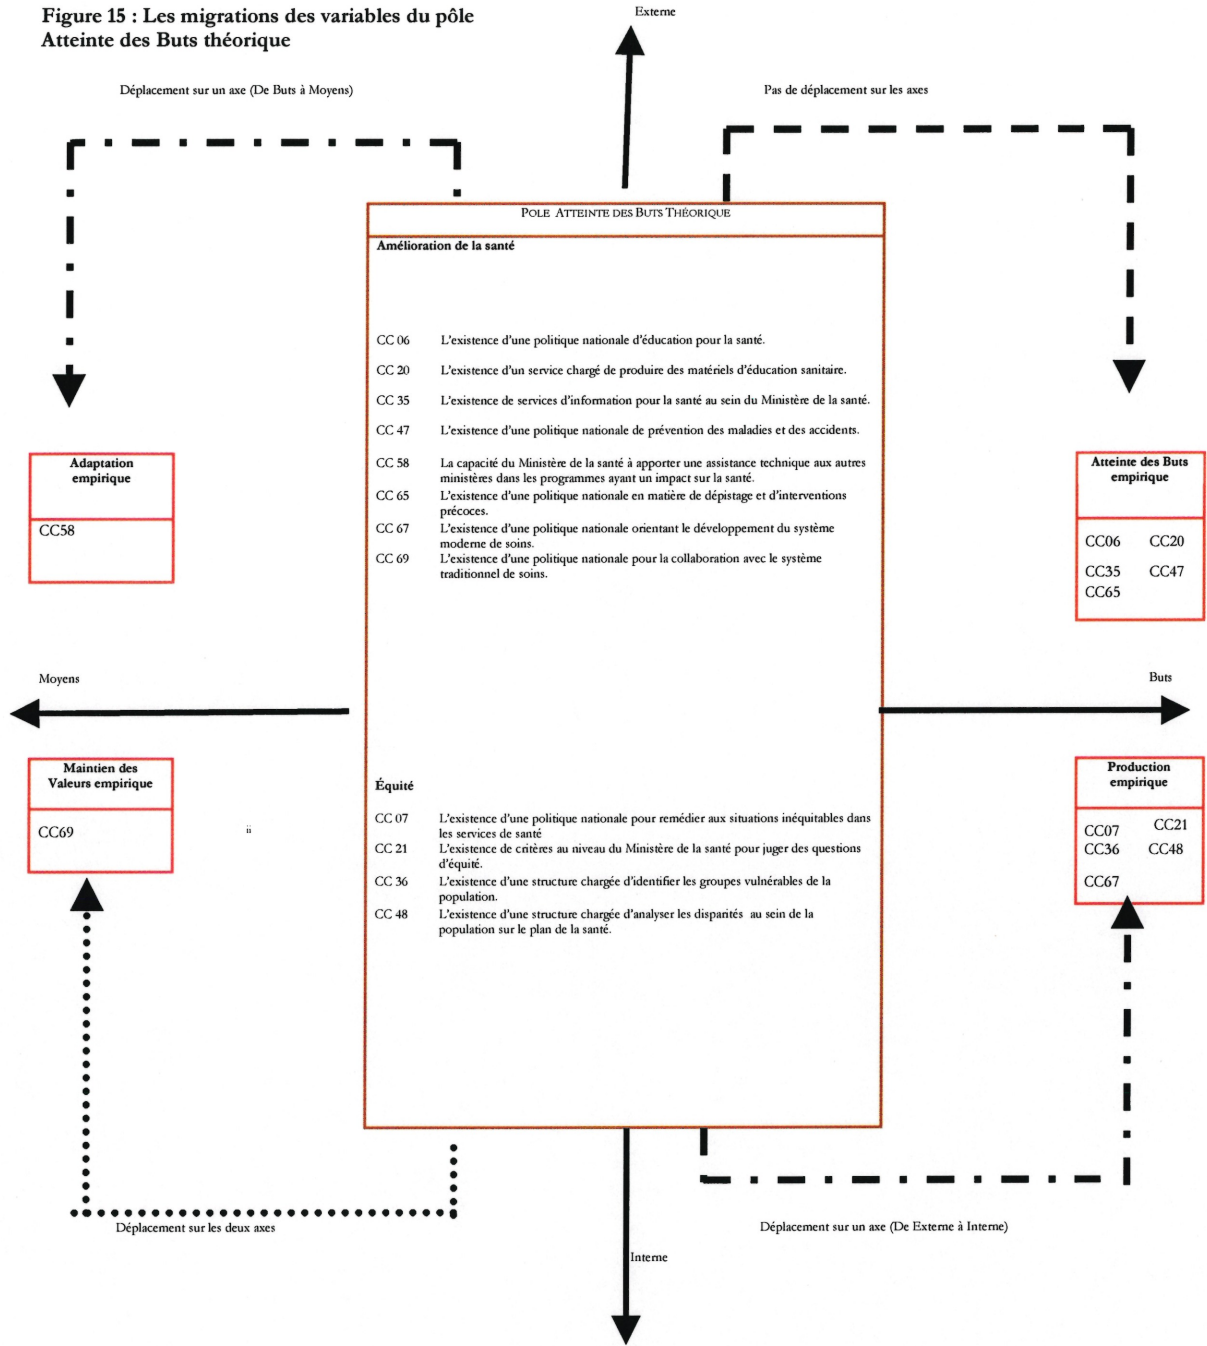 Figure 15 : Les migrations des variables du pôle
Atteinte des Buts théorique
Externe
Déplacement sur un axe (De Buts à Moyens)
Pas de déplacement sur les axes
POLE ATTEINTE DES BUTS THÉORIQUE
Amélioration de la santé
CC 06 L'existence d'une politique nationale d'éducation pour la santé.
CC 20 L'existence d'un service chargé de produire des matériels d'éducation sanitaire.
CC 35 L'existence de services d'information pour la santé au sein du Ministère de la santé.
CC 47 L'existence d'une politique nationale de prévention des maladies et des accidents.
CC 58 La capacité du Ministère de la santé à apporter une assistance technique aux autres
ministères dans les programmes ayant un impact sur la santé.
CC 65 L'existence d'une politique nationale en matière de dépistage et d'interventions
précoces.
CC 67 L'existence d'une politique nationale orientant le développement du système
moderne de soins.
CC 69 L'existence d'une politique nationale pour la collaboration avec le système
traditionnel de soins.
Adaptation
empirique
CC58
Atteinte des Buts
empirique
CC06 CC20
CC35 CC47
CC65
Moyens
Buts
Maintien des
Valeurs empirique
CC69
ii
Équité
CC 07 L'existence d'une politique nationale pour remédier aux situations inéquitables dans
les services de santé
CC 21 L'existence de critères au niveau du Ministère de la santé pour juger des questions
d'équité.
CC 36 L'existence d'une structure chargée d'identifier les groupes vulnérables de la
population.
CC 48 L'existence d'une structure chargée d'analyser les disparités au sein de la
population sur le plan de la santé.
Production
empirique
CC07 CC21
CC36 CC48
CC67
Déplacement sur les deux axes
Déplacement sur un axe (De Externe à Interne)
Interne